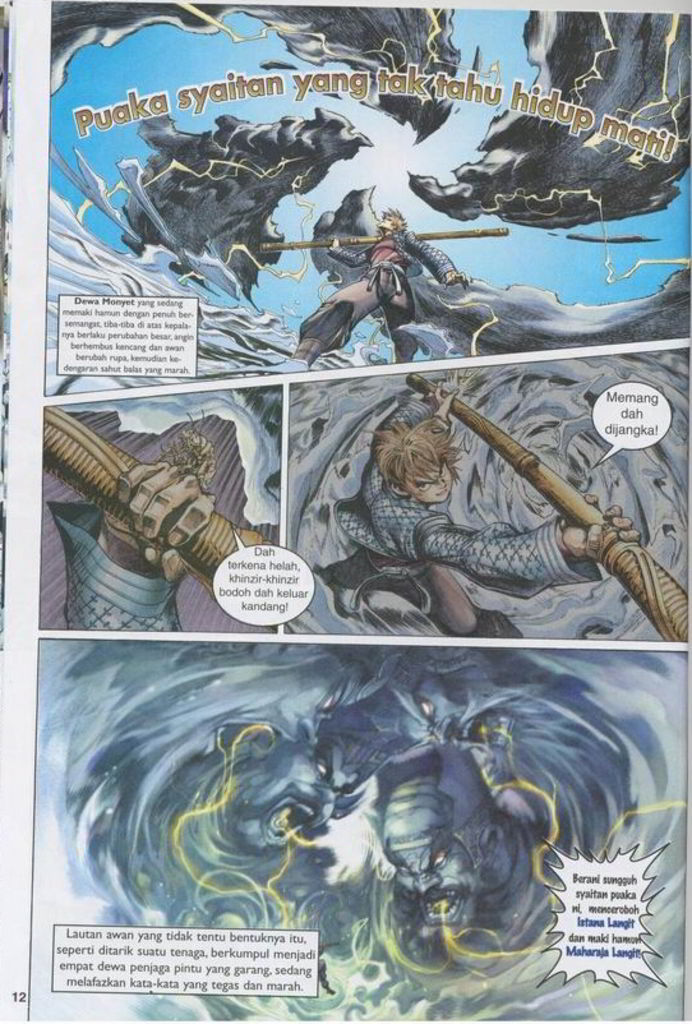 Puaka syaitan yang tak tahu hidup mati!
Dewa Monyet yang sedang
memaki hamun dengan penuh ber-
semangat, tiba-tiba di atas kepala-
nya berlaku perubahan besar, angin
berhembus kencang dan awan
berubah rupa, kemudian ke-
dengaran sahut balas yang marah.
Dah
terkena helah,
khinzir-khinzir
bodoh dah keluar
kandang!
Memang
dah
dijangka!
Lautan awan yang tidak tentu bentuknya itu,
seperti ditarik suatu tenaga, berkumpul menjadi
empat dewa penjaga pintu yang garang, sedang
melafazkan kata-kata yang tegas dan marah.
Berani sungguh
syaitan puaka
ni, menceroboh
Istana Langit
dan maki hamun
Maharaja Langit!
12